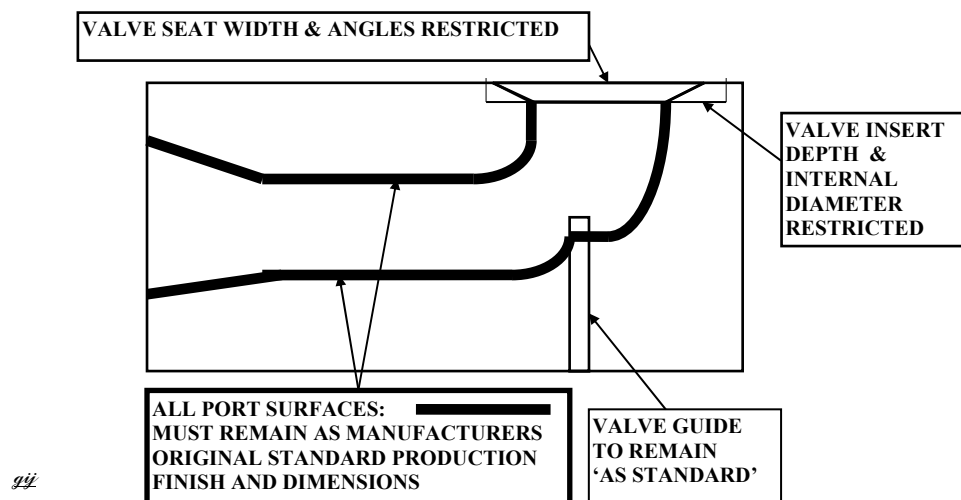 VALVE SEAT WIDTH & ANGLES RESTRICTED
VALVE INSERT
DEPTH &
INTERNAL
DIAMETER
RESTRICTED
ALL PORT SURFACES:
MUST REMAIN AS MANUFACTURERS
ORIGINAL STANDARD PRODUCTION
FINISH AND DIMENSIONS
VALVE GUIDE
TO REMAIN
‘AS STANDARD’